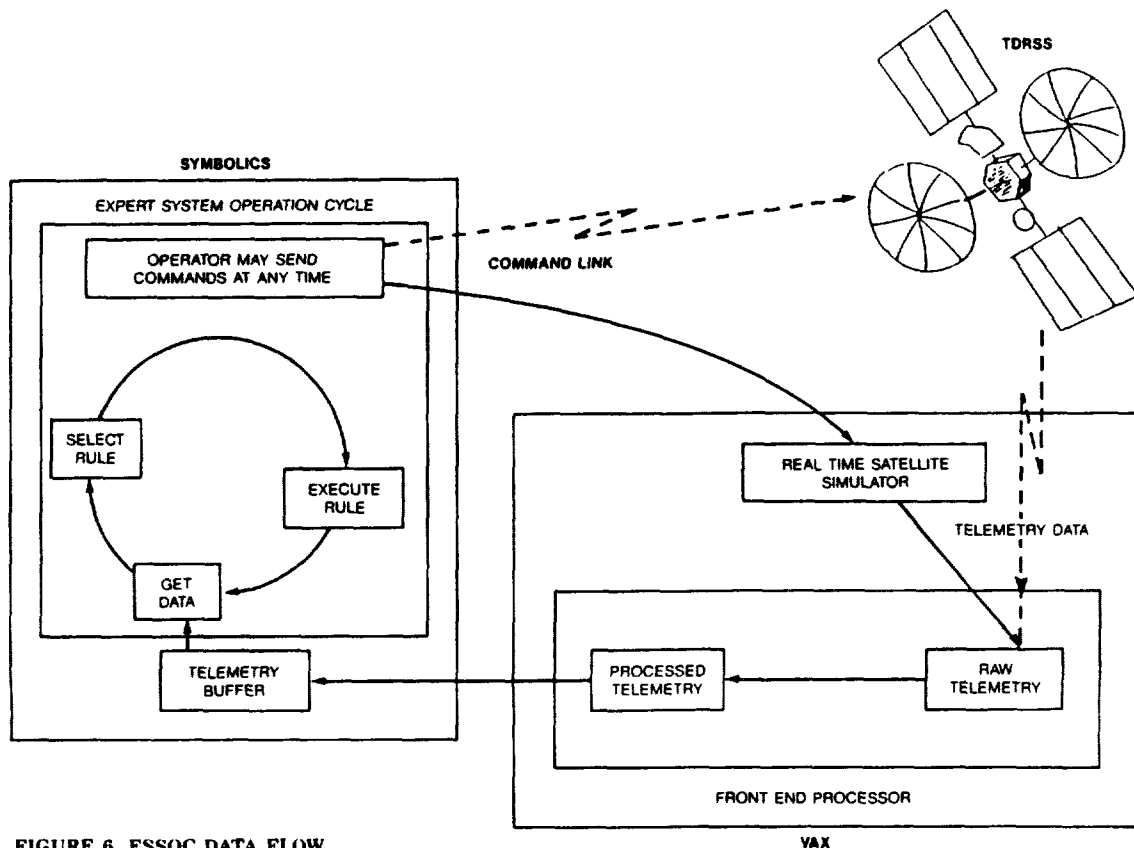 TDRSS
SYMBOLICS
EXPERT SYSTEM OPERATION CYCLE
OPERATOR MAY SEND
COMMANDS AT ANY TIME
COMMAND LINK
SELECT
RULE
EXECUTE
RULE
GET
DATA
TELEMETRY
BUFFER
REAL TIME SATELLITE
SIMULATOR
TELEMETRY DATA
PROCESSED
TELEMETRY
RAW
TELEMETRY
FRONT END PROCESSOR
VAX
FIGURE 6. ESSOC DATA FLOW